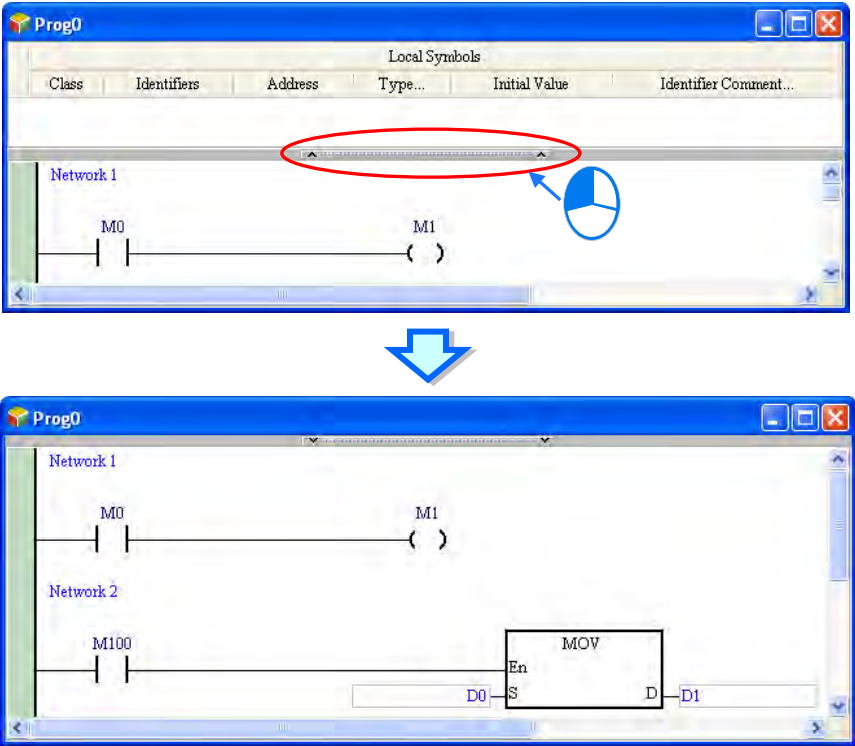 Prog0
Local Symbols
Class Identifiers Address Type... Initial Value Identifier Comment...
Network 1
M0 M1
Prog0
Network 1
M0 M1
Network 2
M100 MOV
En
D0 S D D1